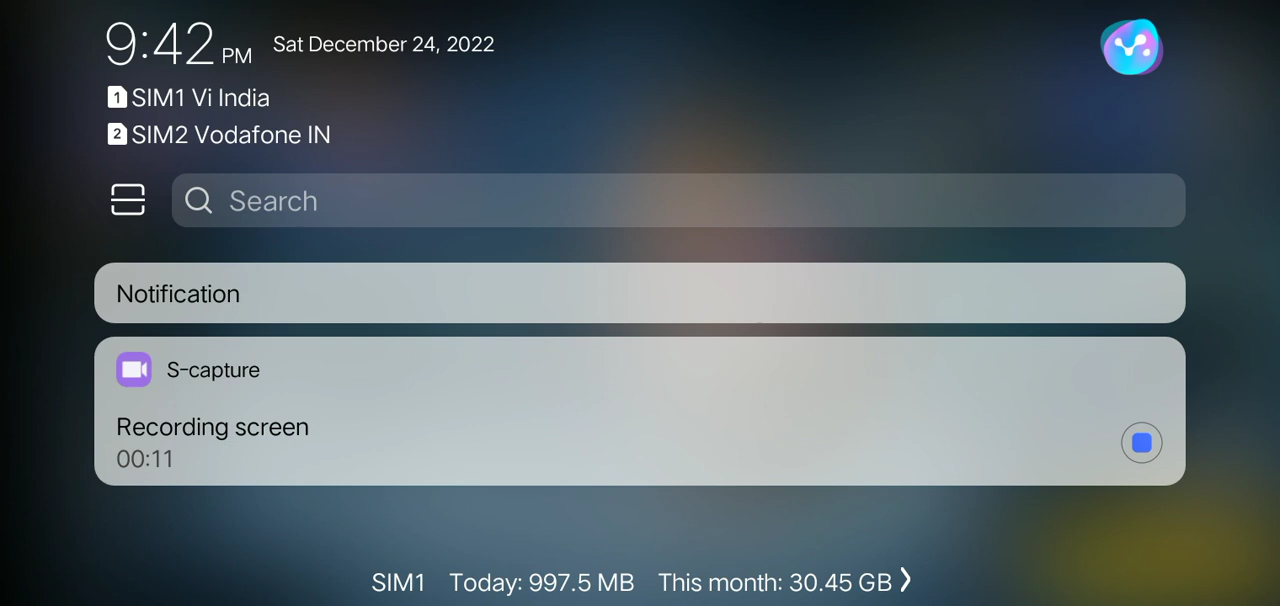 9:42 PM Sat December 24, 2022
1 SIM1 Vi India
2 SIM2 Vodafone IN
Search
Notification
S-capture
Recording screen
00:11
SIM1 Today: 997.5 MB This month: 30.45 GB